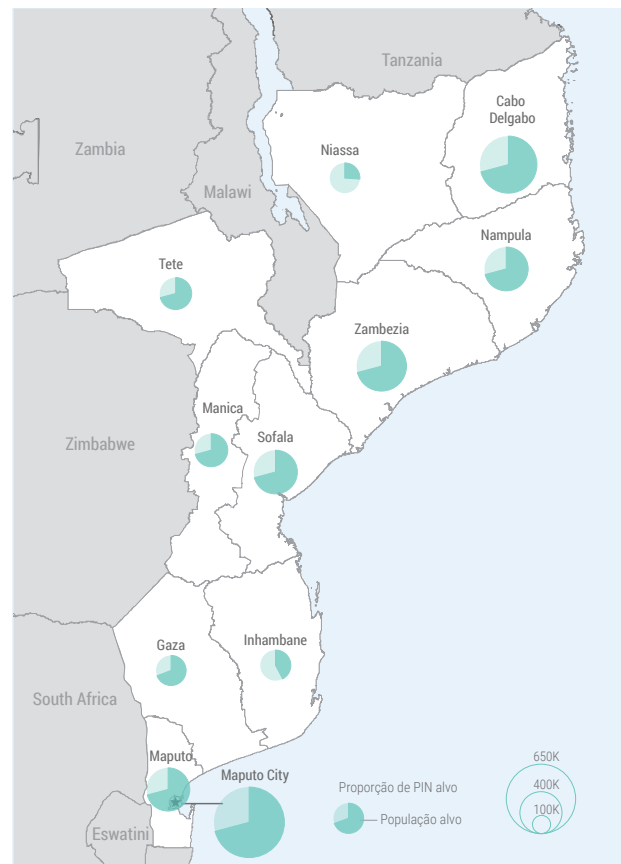 Tanzania
Cabo
Delgabo
Niassa
Zambia
Malawi
Nampula
Tete
Zambezia
Manica
Sofala
Zimbabwe
Gaza
Inhambane
South Africa
Maputo
Maputo City
Proporção de PIN alvo
População alvo
650K
400K
100K
Eswatini